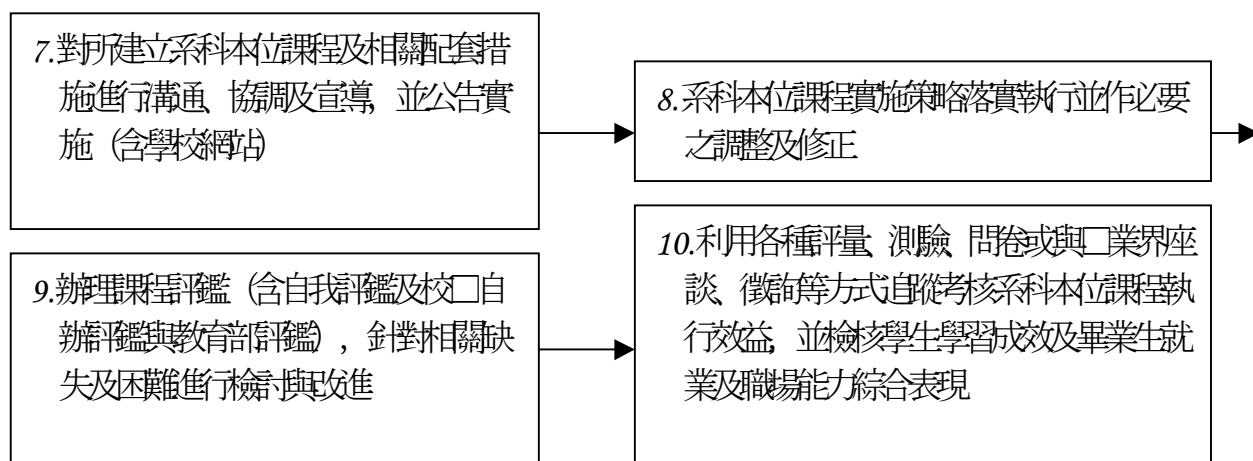 7.對所建立系科本位課程及相關配套措
施進行溝通、協調及宣導，並公告實
施（含學校網站）
8.系科本位課程實施策略落實執行並作必要
之調整及修正
9.辦理課程評鑑（含自我評鑑及校□自
辦評鑑與教育部評鑑），針對相關缺
失及困難進行檢討與改進
10.利用各種評量、測驗、問卷或與□業界座
談、徵詢等方式追蹤考核系科本位課程執
行效益，並檢核學生學習成效及畢業生就
業及職場能力綜合表現